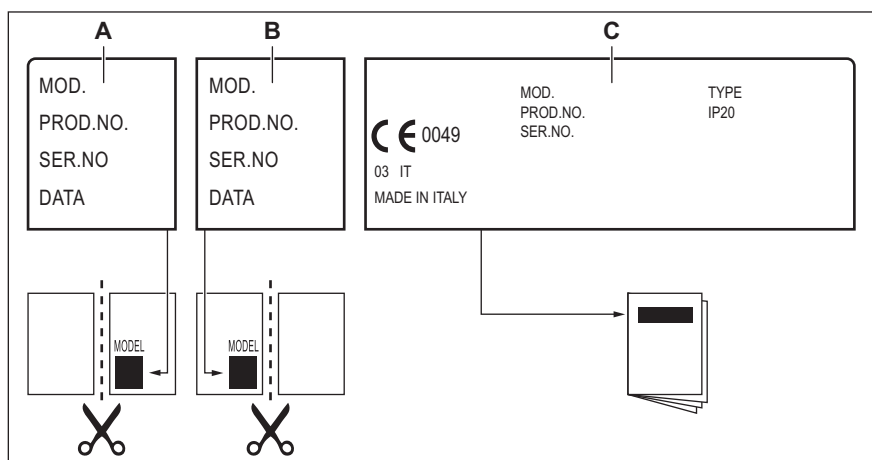 A
B
C
MOD.
PROD.NO.
SER.NO
DATA
MOD.
PROD.NO.
SER.NO
DATA
MOD.
PROD.NO.
SER.NO.
TYPE
IP20
CE 0049
03 IT
MADE IN ITALY
MODEL
MODEL